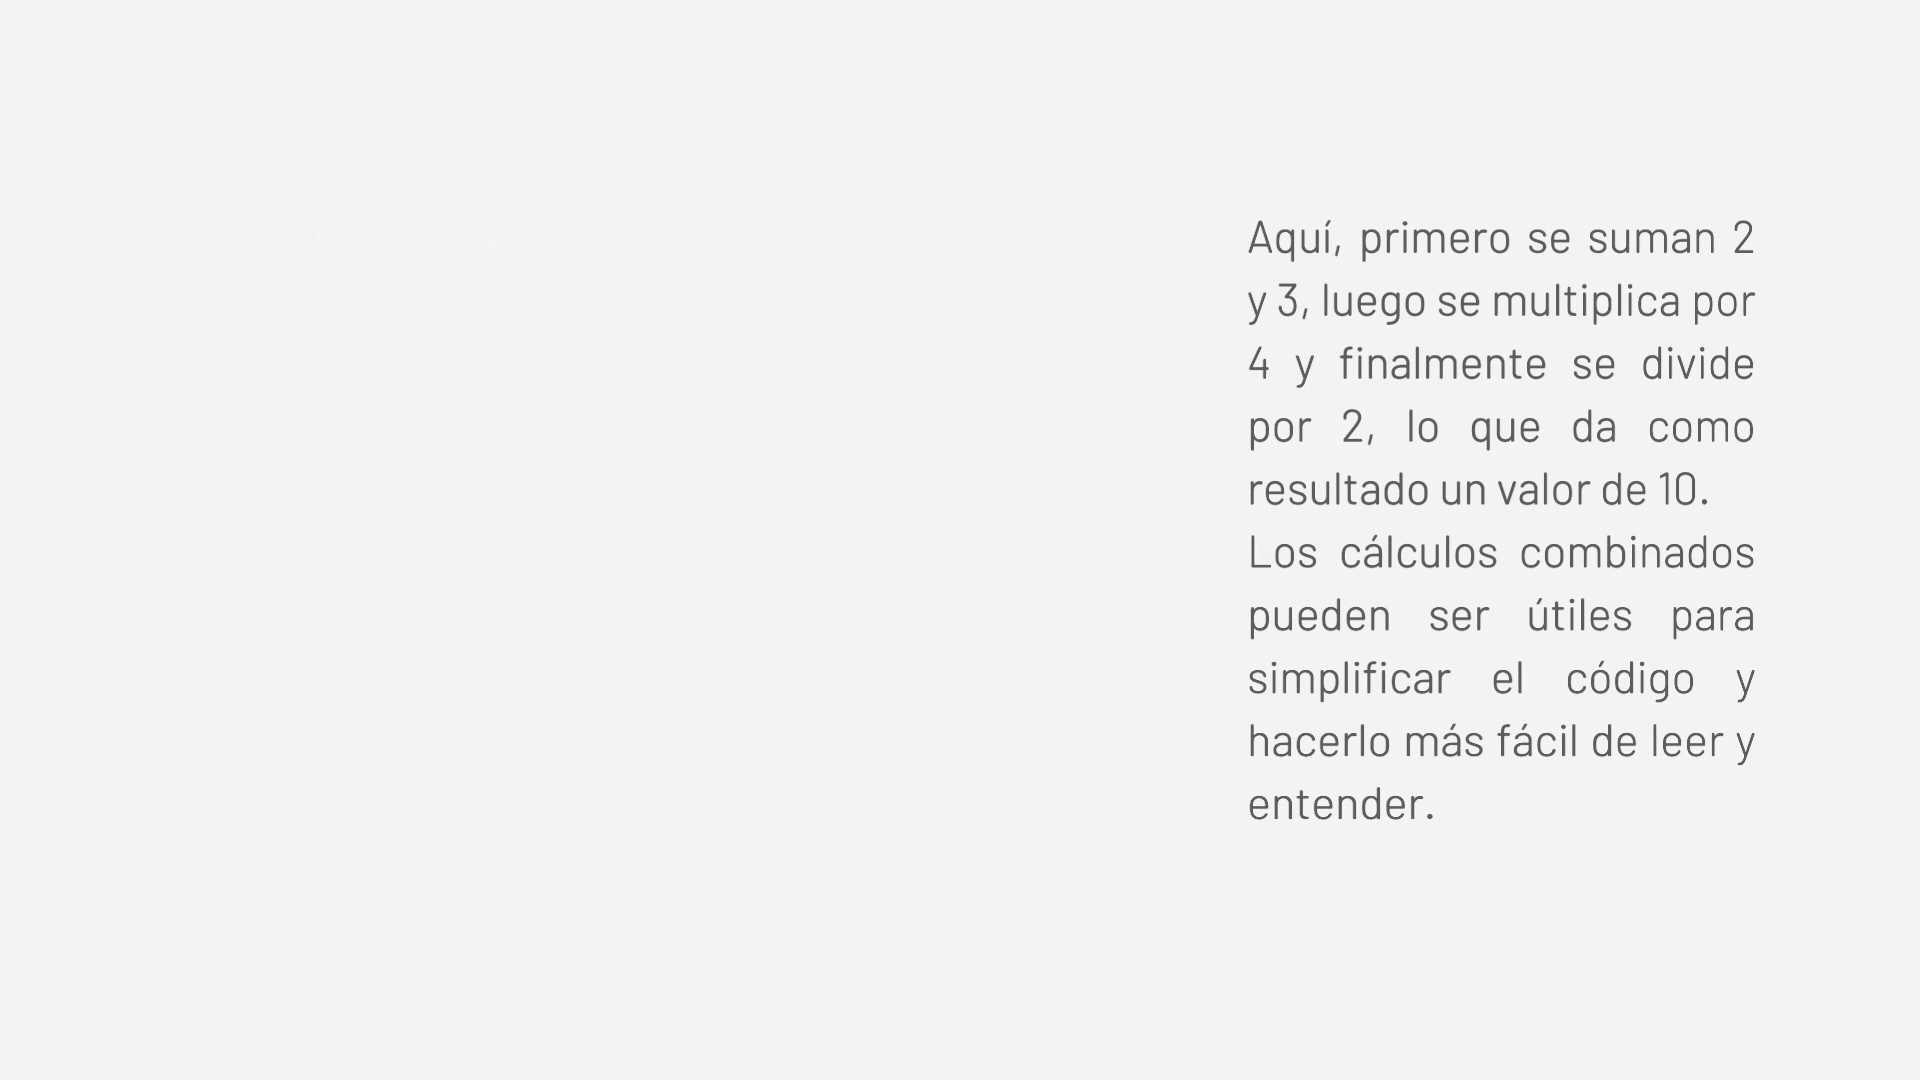 Aquí, primero se suman 2
y 3, luego se multiplica por
4 y finalmente se divide
por 2, lo que da como
resultado un valor de 10.
Los cálculos combinados
pueden ser útiles para
simplificar el código y
hacerlo más fácil de leer y
entender.